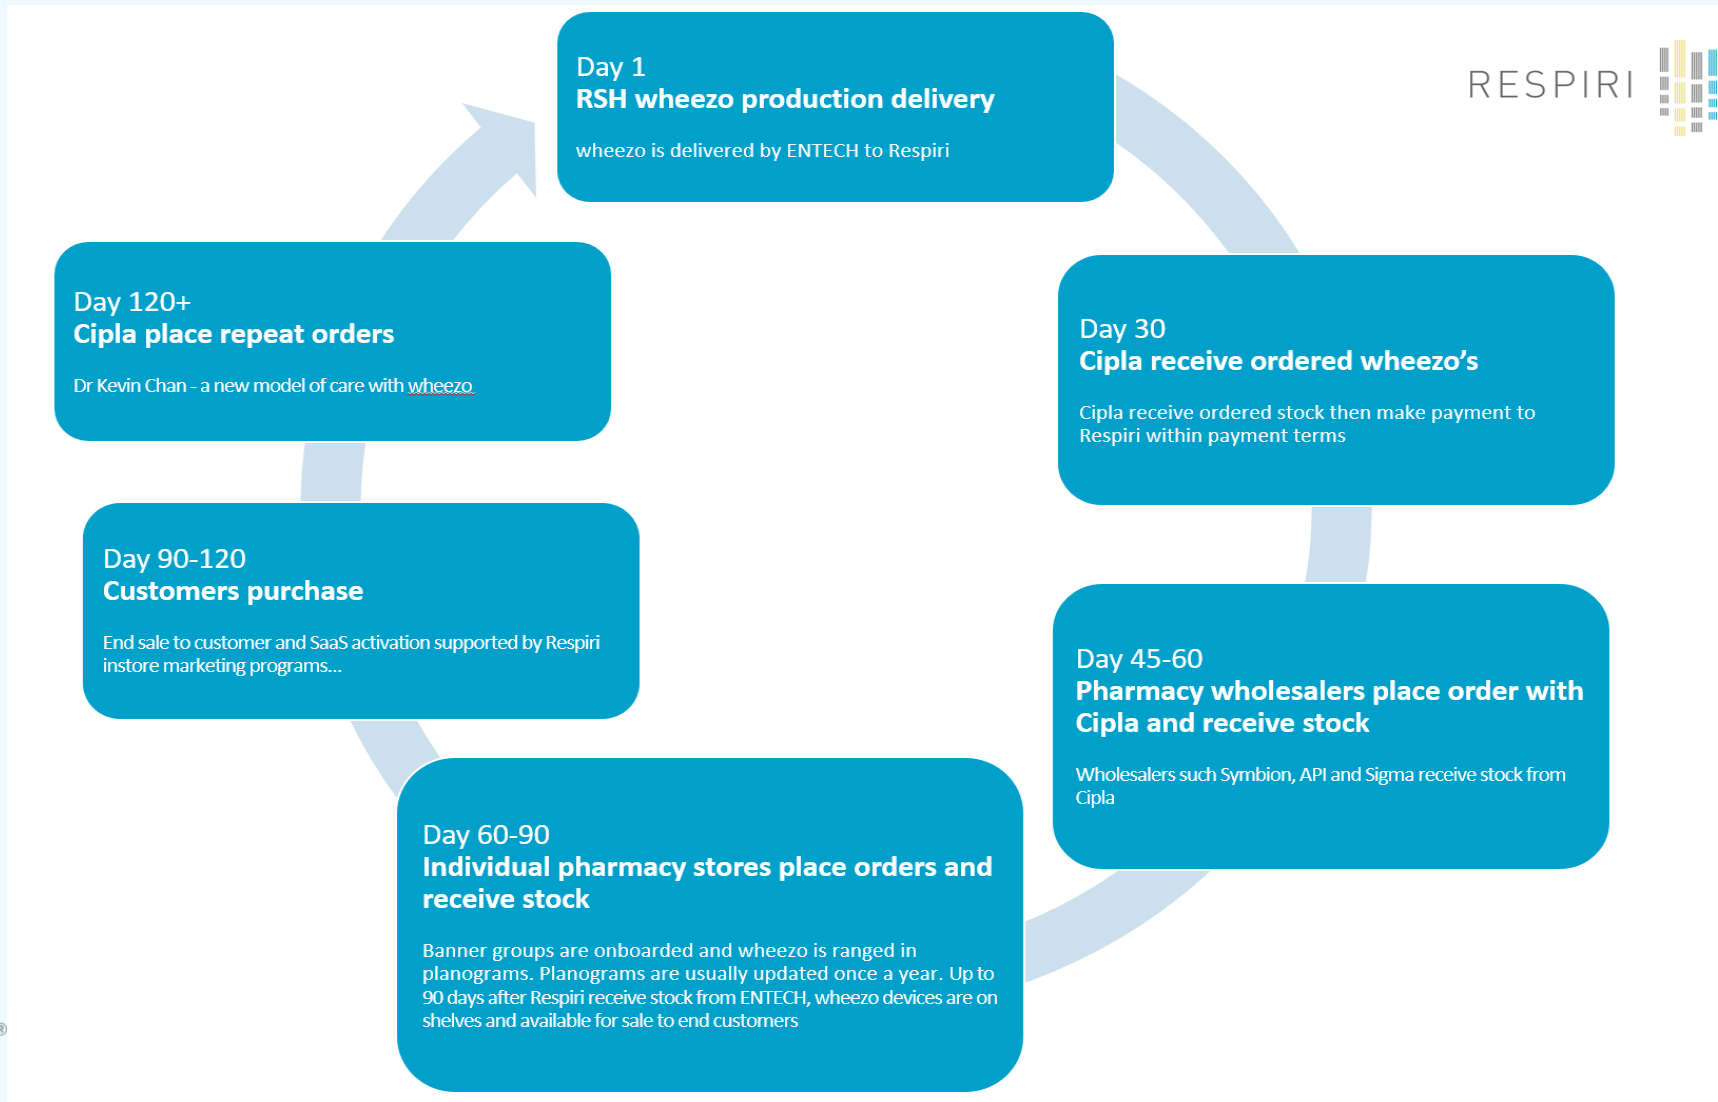 Day 1
RSH wheezo production delivery
wheezo is delivered by ENTECH to Respiri
RESPIRI
Day 30
Cipla receive ordered wheezo’s
Cipla receive ordered stock then make payment to
Respiri within payment terms
Day 45-60
Pharmacy wholesalers place order with
Cipla and receive stock
Wholesalers such Symbion, API and Sigma receive stock from
Cipla
Day 60-90
Individual pharmacy stores place orders and
receive stock
Banner groups are onboarded and wheezo is ranged in
planograms. Planograms are usually updated once a year. Up to
90 days after Respiri receive stock from ENTECH, wheezo devices are on
shelves and available for sale to end customers
Day 90-120
Customers purchase
End sale to customer and SaaS activation supported by Respiri
instore marketing programs...
Day 120+
Cipla place repeat orders
Dr Kevin Chan - a new model of care with wheezo
®